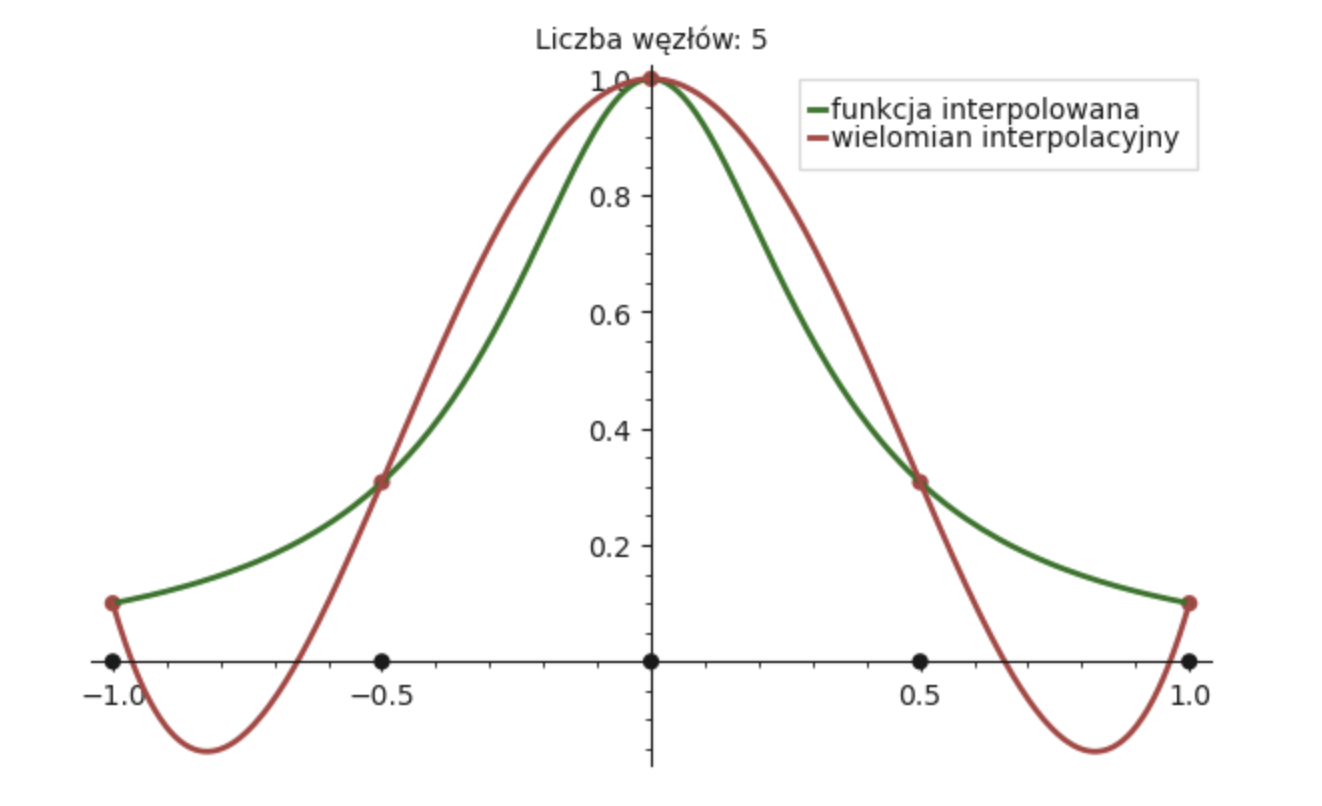 Liczba węzłów: 5
funkcja interpolowana
wielomian interpolacyjny
1.0
0.8
0.6
0.4
0.2
−1.0 −0.5 0.5 1.0